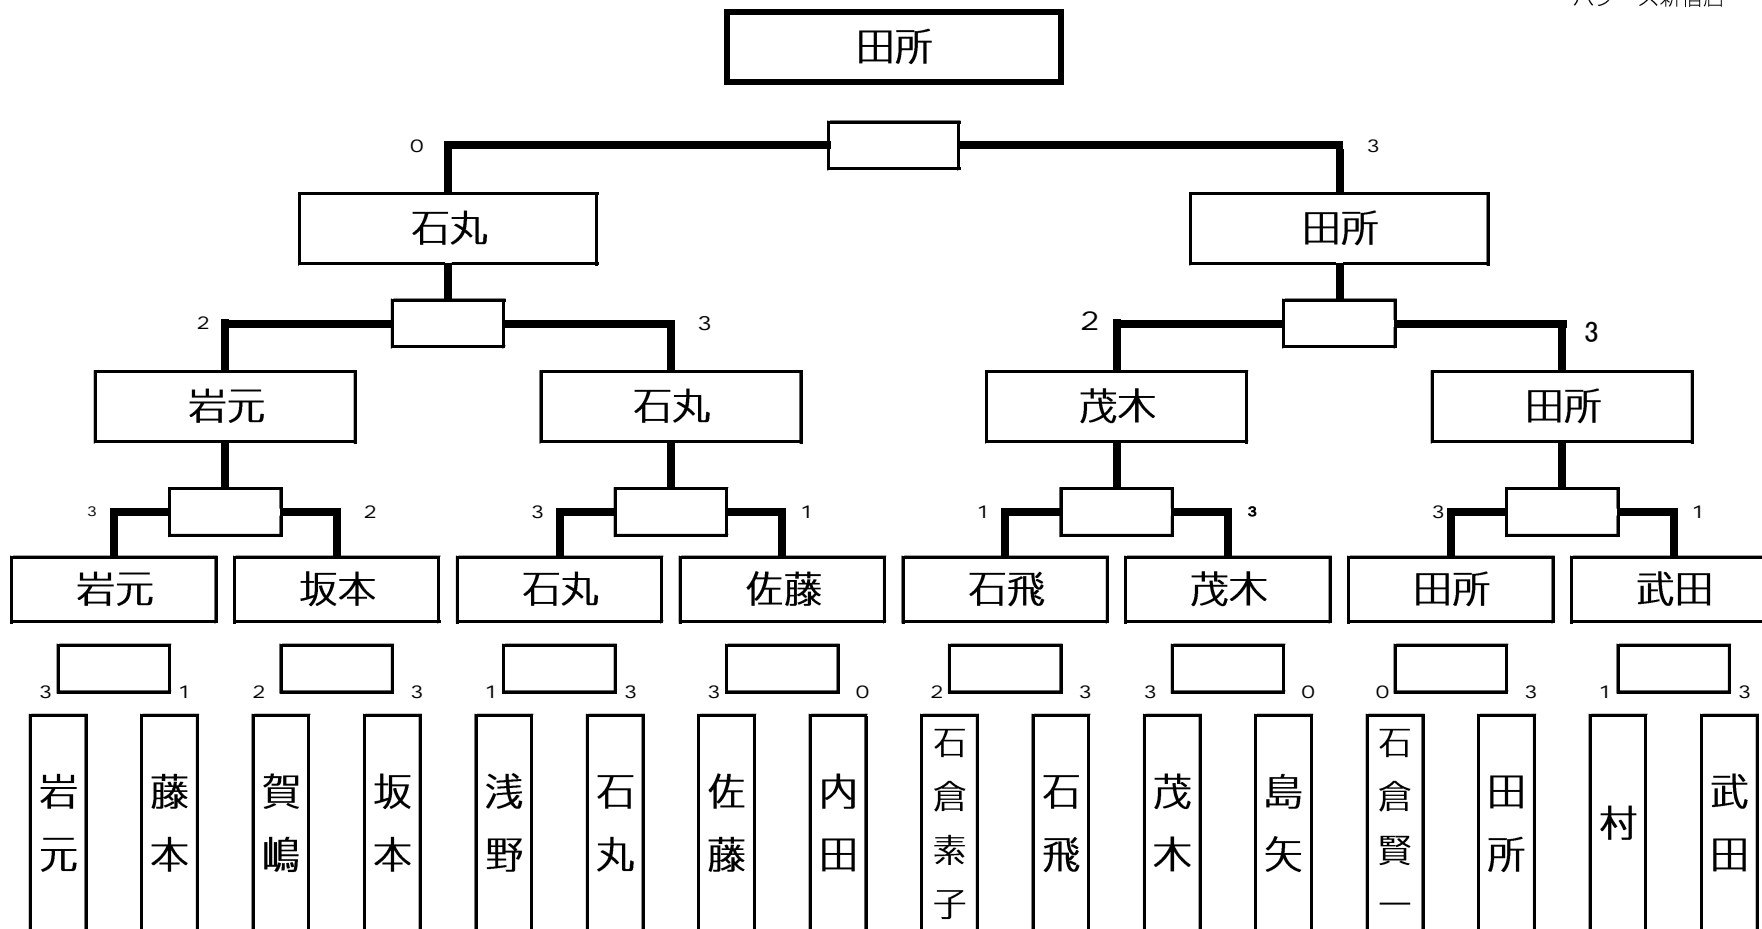 田所
0 3
石丸 田所
2 3 2 3
岩元 石丸 茂木 田所
3 2 3 1 1 3 3 1
岩元 坂本 石丸 佐藤 石飛 茂木 田所 武田
3 1 2 3 1 3 3 0 2 3 3 0 0 3 1 3
岩元
藤本
賀嶋
坂本
浅野
石丸
佐藤
内田
石倉素子
石飛
茂木
島矢
石倉賢一
田所
村
武田